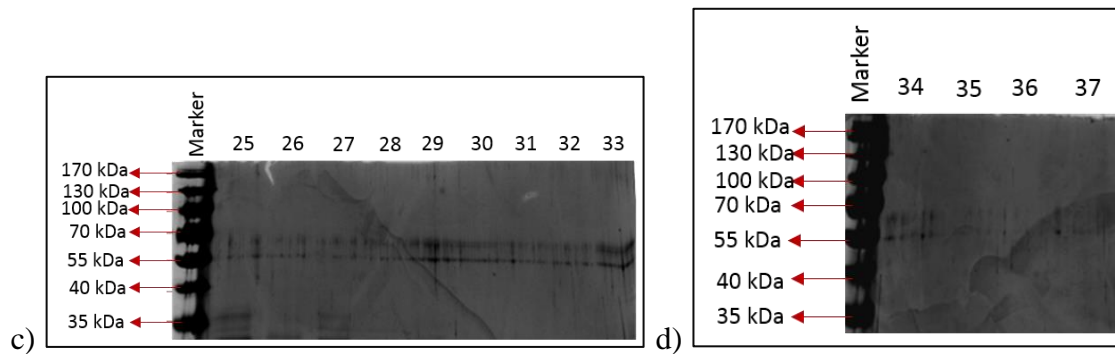 Marker
25 26 27 28 29 30 31 32 33
170 kDa
130 kDa
100 kDa
70 kDa
55 kDa
40 kDa
35 kDa
c)
Marker
34 35 36 37
170 kDa
130 kDa
100 kDa
70 kDa
55 kDa
40 kDa
35 kDa
d)